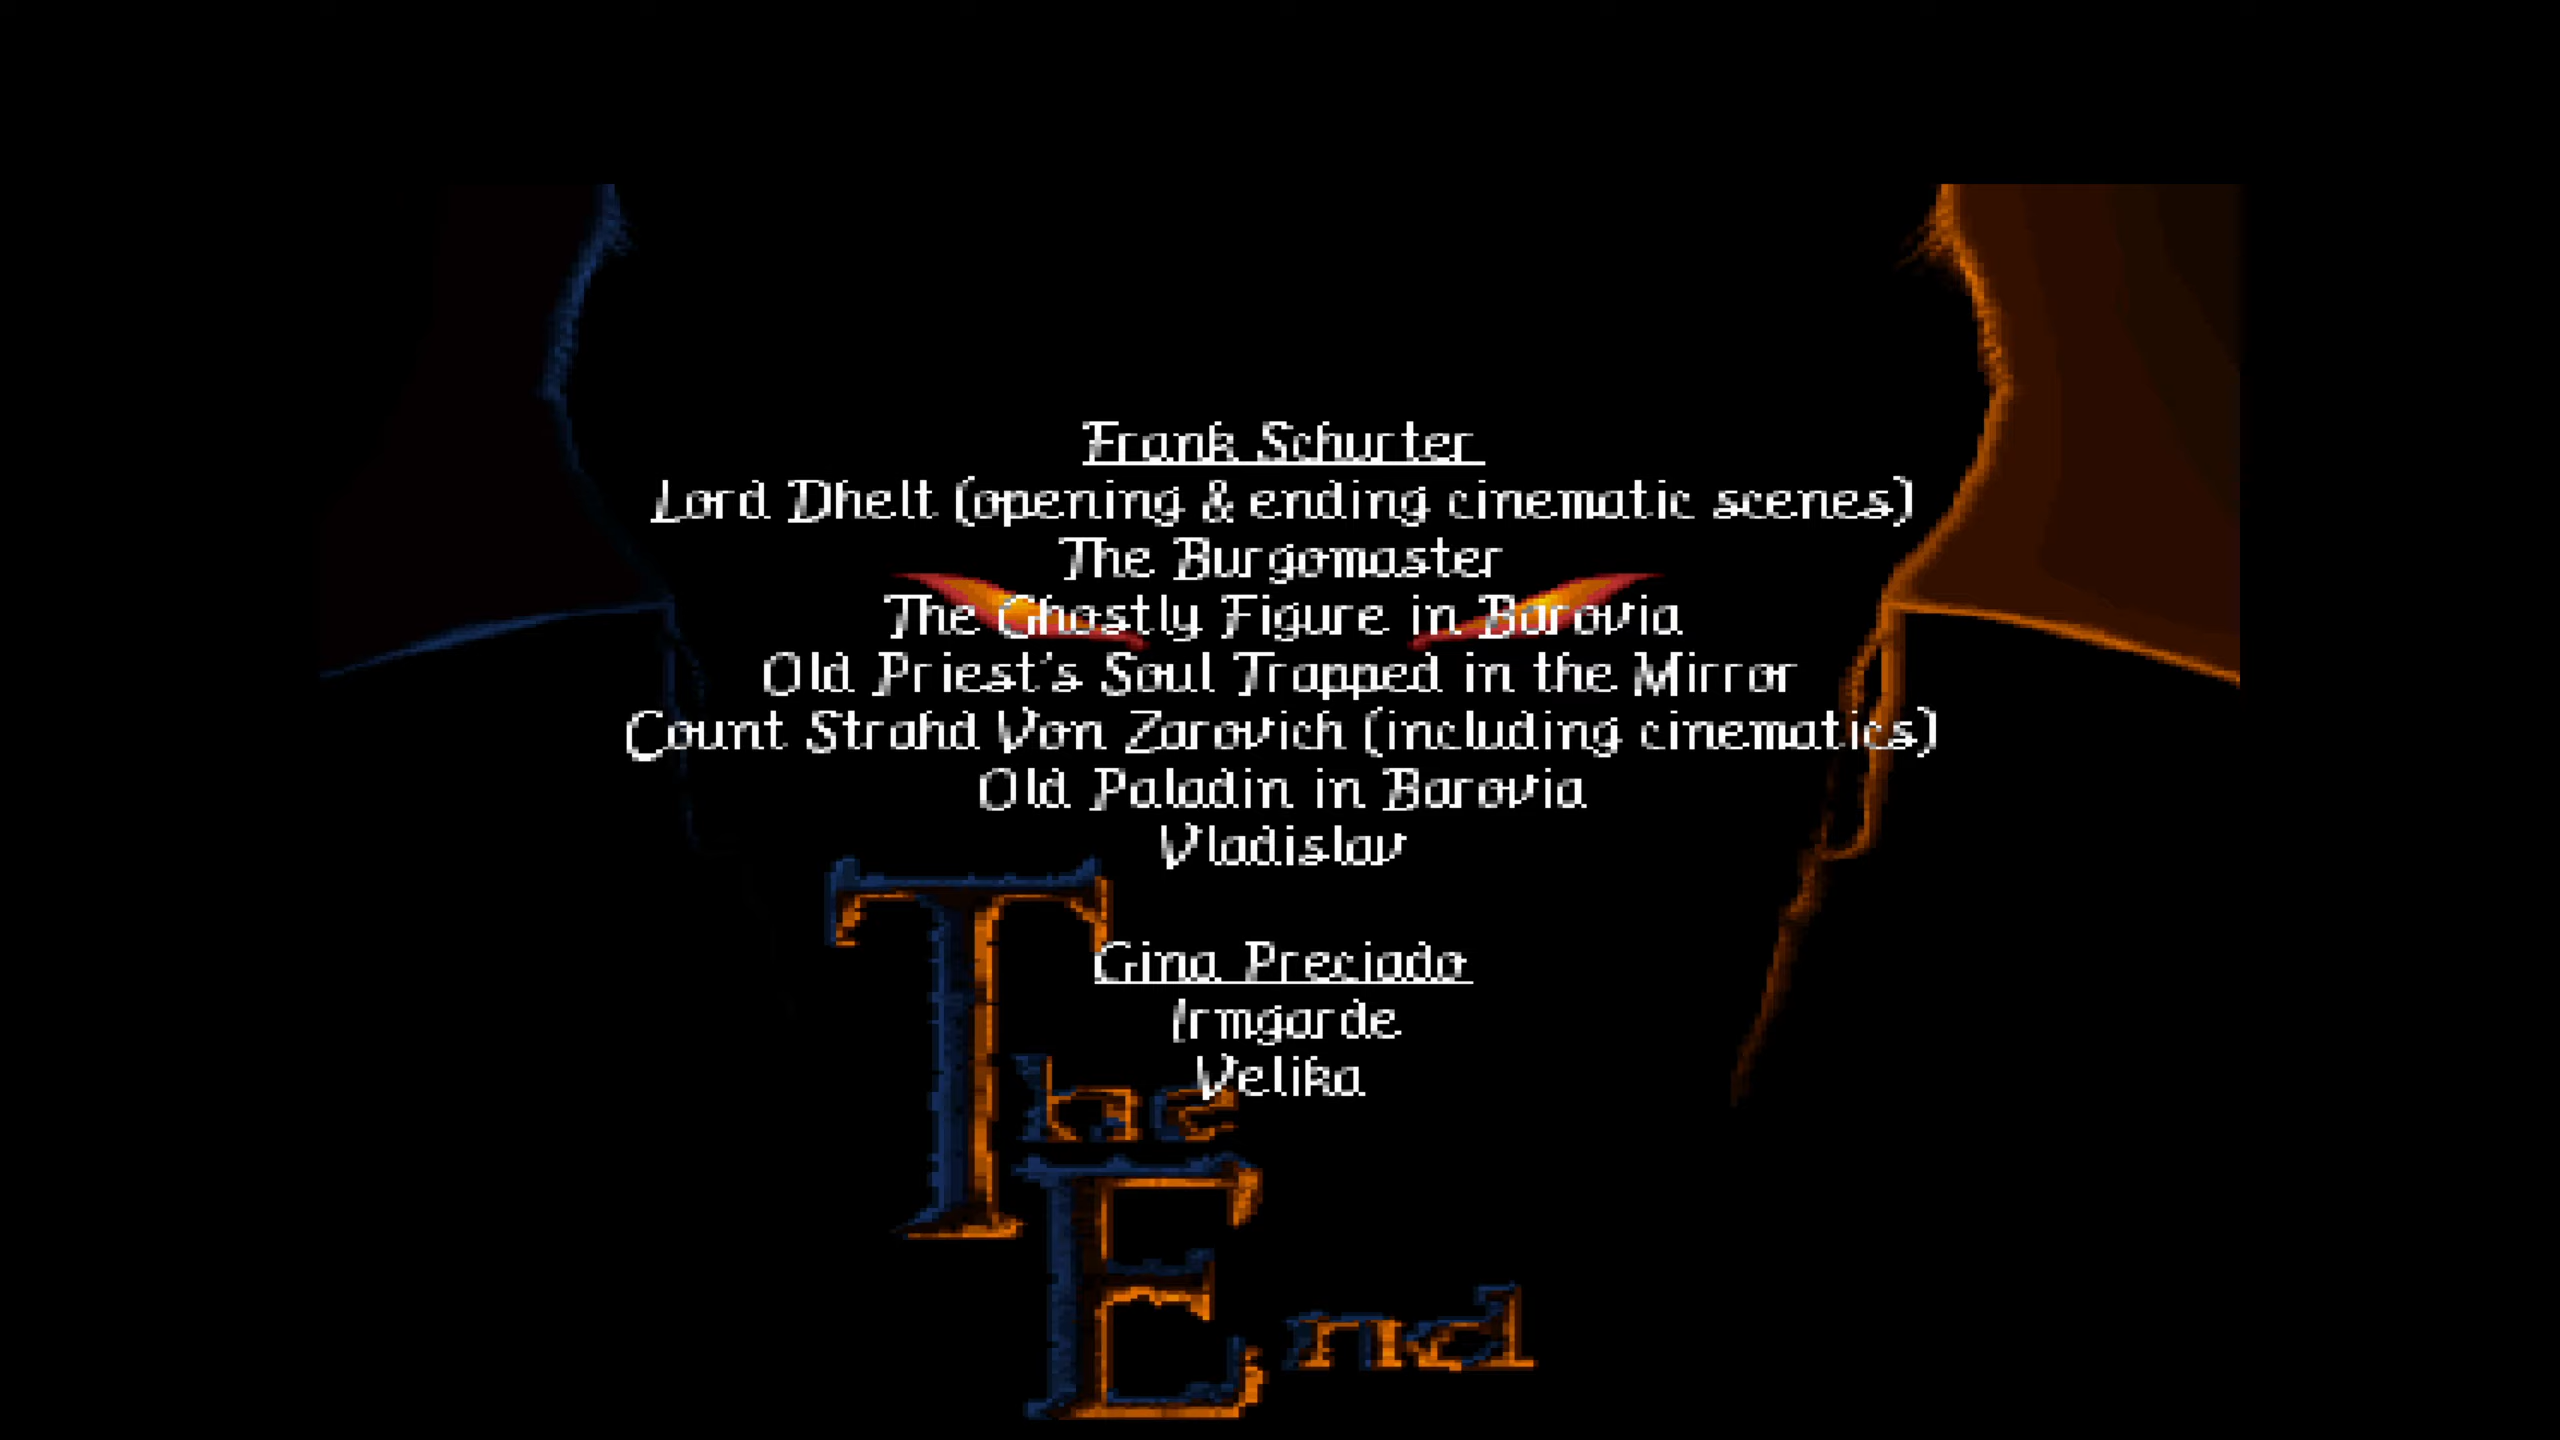 Frank Schurter
Lord Dhelt (opening & ending cinematic scenes)
The Burgomaster
The Ghostly Figure in Barovia
Old Priest's Soul Trapped in the Mirror
Count Strahd Von Zarovich (including cinematics)
Old Paladin in Barovia
Vladislav
Gina Preciado
Irmgarde
Velika
The
End